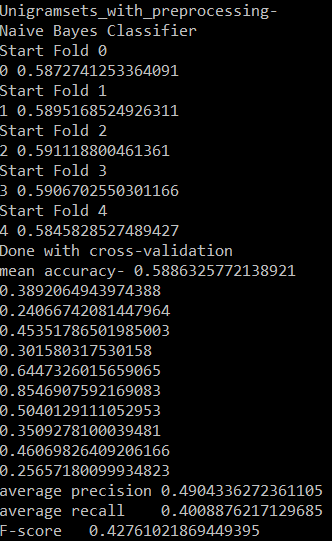 Unigramsets_with_preprocessing-
Naive Bayes Classifier
Start Fold 0
0 0.5872741253364091
Start Fold 1
1 0.5895168524926311
Start Fold 2
2 0.591118800461361
Start Fold 3
3 0.5906702550301166
Start Fold 4
4 0.5845828527489427
Done with cross-validation
mean accuracy- 0.5886325772138921
0.3892064943974388
0.24066742081447964
0.45351786501985003
0.301580317530158
0.6447326015659065
0.8546907592169083
0.5040129111052953
0.3509278100039481
0.46069826409206166
0.25657180099934823
average precision 0.4904336272361105
average recall    0.4008876217129685
F-score   0.42761021869449395